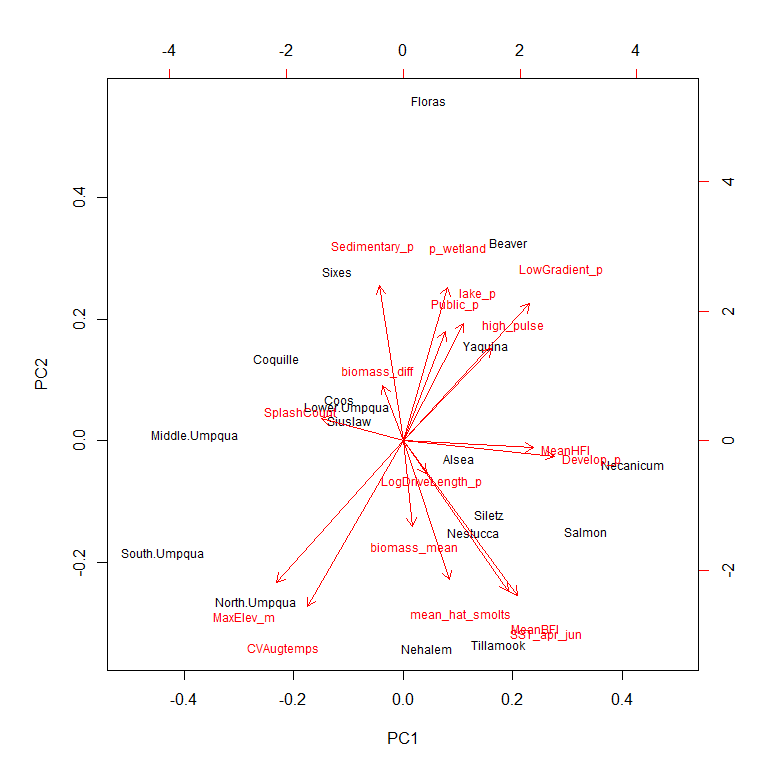 -4 -2 0 2 4
Floras
Sedimentary_p
p_wetland
Beaver
Sixes
LowGradient_p
lake_p
Public_p
high_pulse
Yaquina
Coquille
biomass_diff
Coos
Lower.Umpqua
SplashCount
Siuslaw
Middle.Umpqua
MeanHFI
Alsea
Develop_p
Necanicum
LogDriveLength_p
Siletz
Nestucca
Salmon
biomass_mean
South.Umpqua
North.Umpqua
MaxElev_m
mean_hat_smolts
MeanBFI
SST_apr_jun
CVAugtemps
Nehalem
Tillamook
0.4
0.2
0.0
-0.2
PC2
4
2
0
-2
-0.4 -0.2 0.0 0.2 0.4
PC1